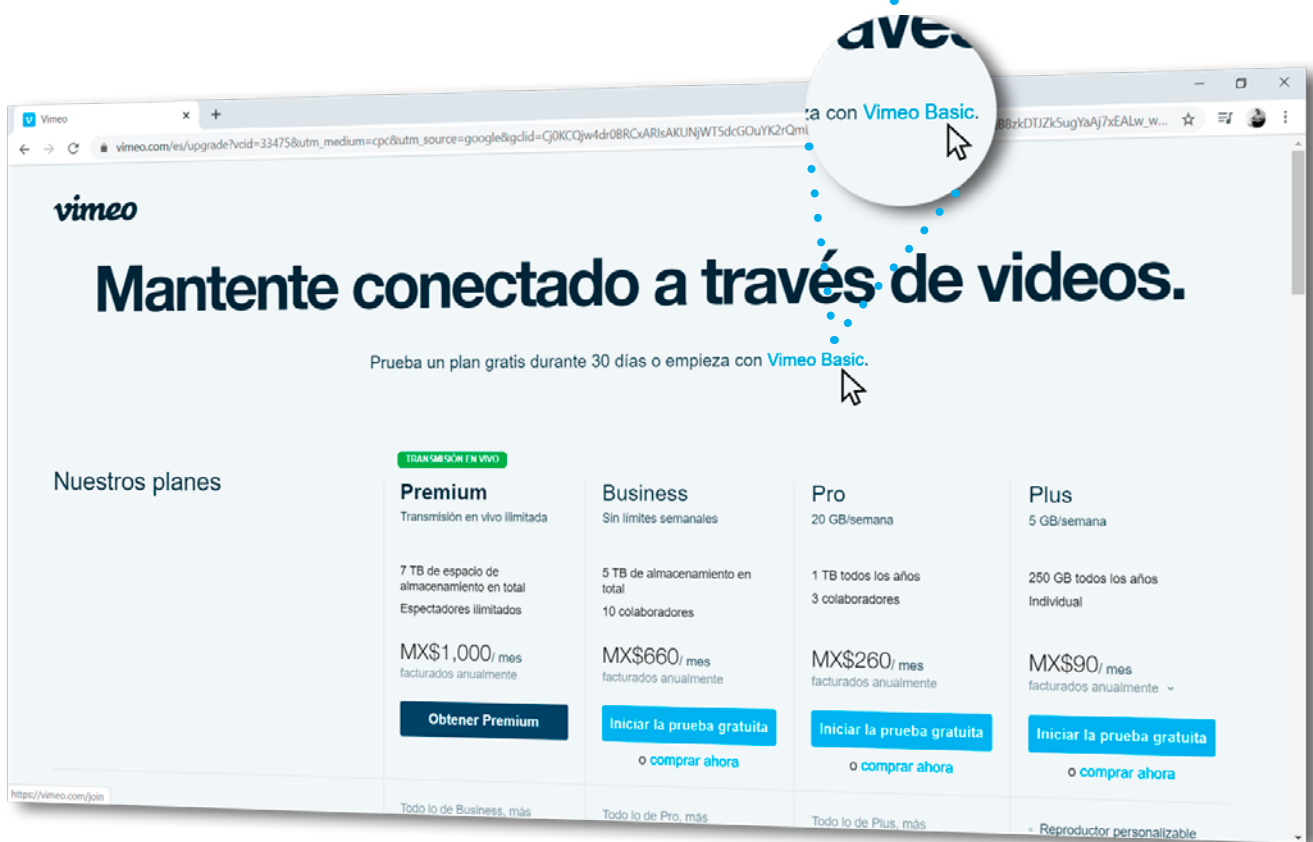 avés
za con Vimeo Basic.
Vimeo
vimeo.com/es/upgrade?vcid=33475&utm_medium=cpc&utm_source=google&gclid=Cj0KCQjw4dr0BRCxARIsAKUNjWT5dcGOuYK2rQml
B8zkDTJZk5ugYaAj7xEALw_w...
vimeo
Mantente conectado a través de videos.
Prueba un plan gratis durante 30 días o empieza con Vimeo Basic.
Nuestros planes
TRANSMISIÓN EN VIVO
Premium
Transmisión en vivo ilimitada
7 TB de espacio de
almacenamiento en total
Espectadores ilimitados
MX$1,000/ mes
facturados anualmente
Obtener Premium
Todo lo de Business, más
Business
Sin límites semanales
5 TB de almacenamiento en
total
10 colaboradores
MX$660/ mes
facturados anualmente
Iniciar la prueba gratuita
o comprar ahora
Todo lo de Pro, más
Pro
20 GB/semana
1 TB todos los años
3 colaboradores
MX$260/ mes
facturados anualmente
Iniciar la prueba gratuita
o comprar ahora
Todo lo de Plus, más
Plus
5 GB/semana
250 GB todos los años
Individual
MX$90/ mes
facturados anualmente
Iniciar la prueba gratuita
o comprar ahora
Reproductor personalizable
https://vimeo.com/join